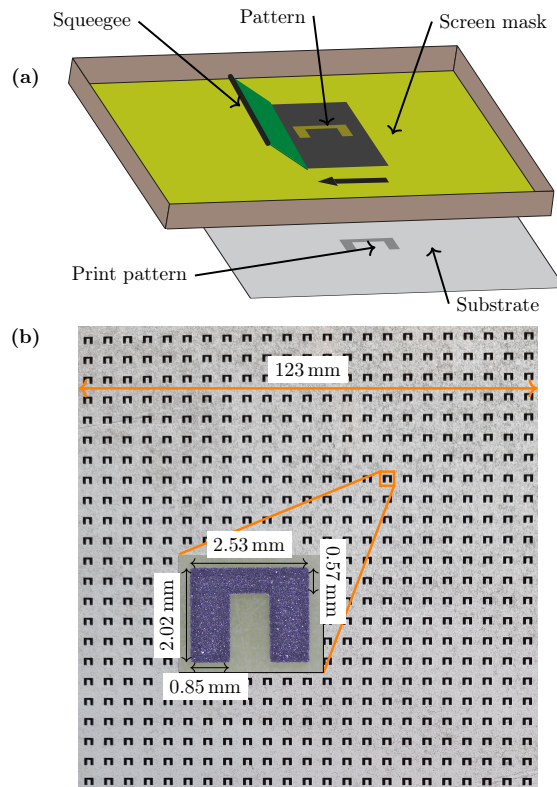 Squeegee
Pattern
Screen mask
(a)
Print pattern
Substrate
(b)
123 mm
2.53 mm
0.57 mm
2.02 mm
0.85 mm